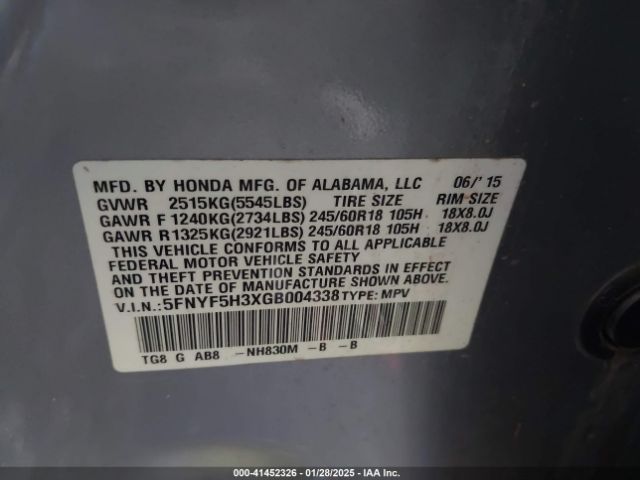 MFD. BY HONDA MFG. OF ALABAMA, LLC 06/' 15
GVWR 2515KG(5545LBS) TIRE SIZE RIM SIZE
GAWR F 1240KG(2734LBS) 245/60R18 105H 18X8.0J
GAWR R 1325KG(2921LBS) 245/60R18 105H 18X8.0J
THIS VEHICLE CONFORMS TO ALL APPLICABLE
FEDERAL MOTOR VEHICLE SAFETY
AND THEFT PREVENTION STANDARDS IN EFFECT
ON THE DATE OF MANUFACTURE SHOWN ABOVE.
V.I.N.: 5FNYF5H3XGB004338 TYPE: MPV
TG8 G AB8 -NH830M -B -B
000-41452326 | 01/28/2025 | IAA Inc.